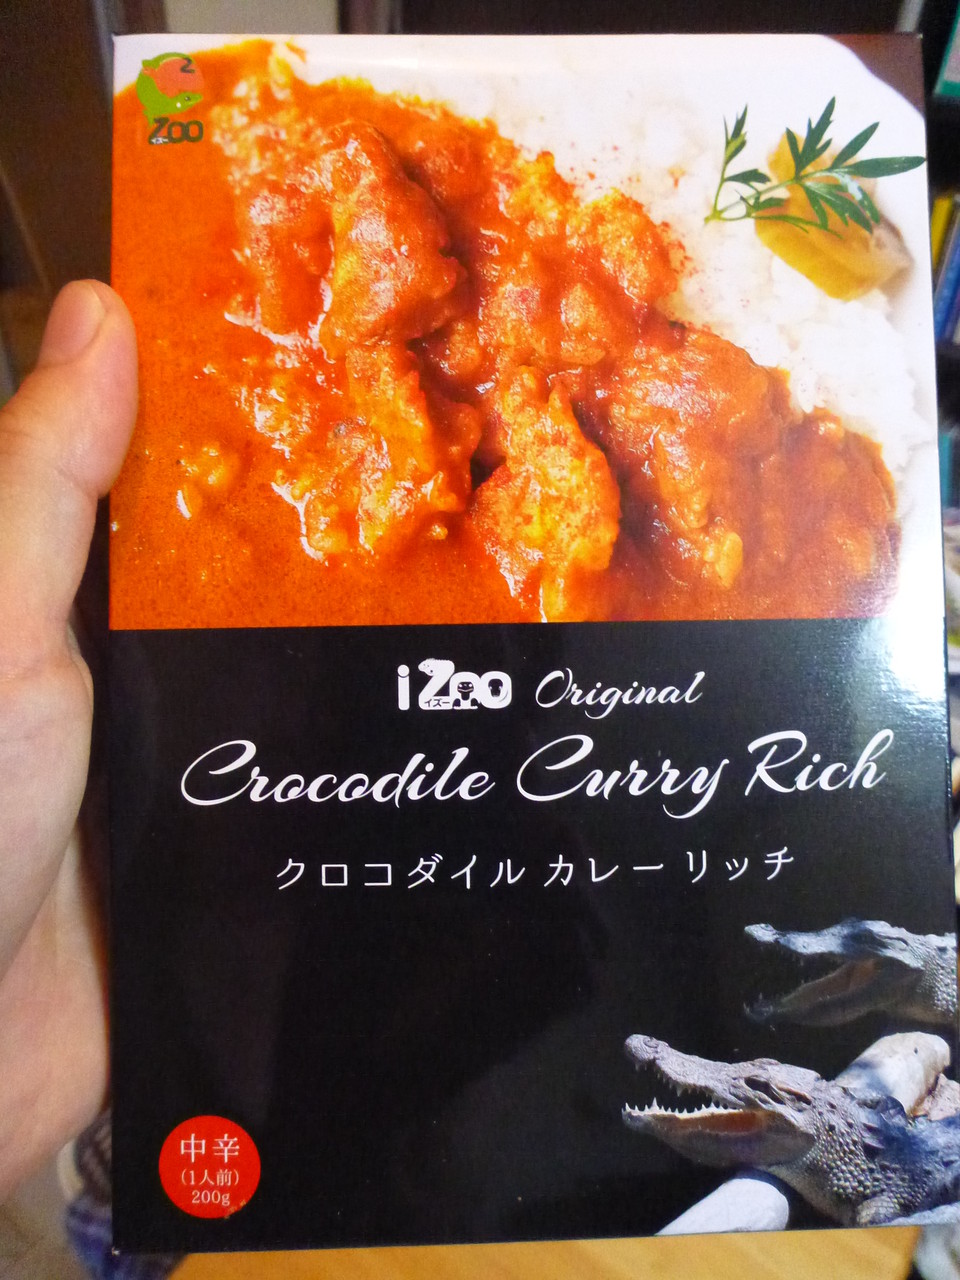 2
Zoo
iZoo Original
イズー
Crocodile Curry Rich
クロコダイル カレー リッチ
中辛
(1人前)
200g